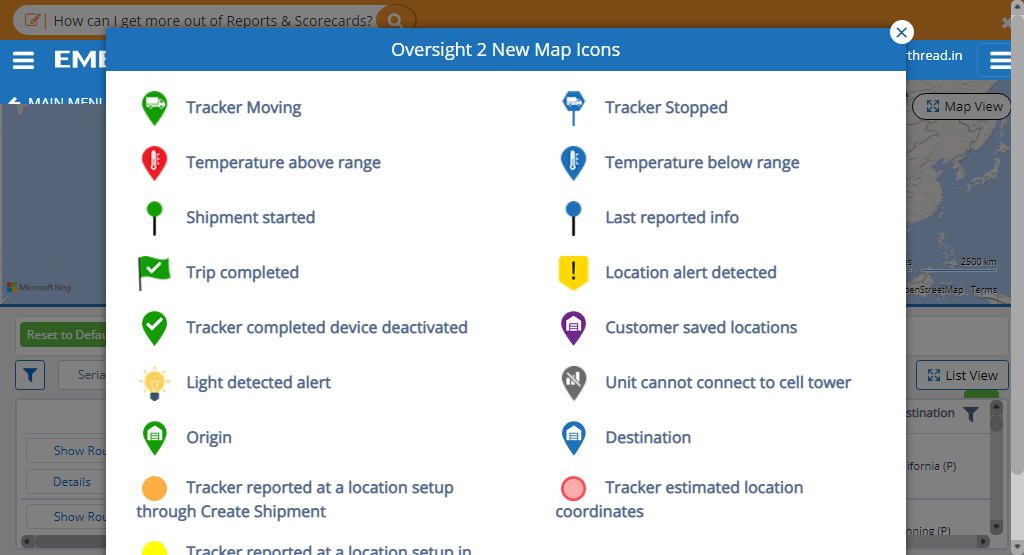 How can I get more out of Reports & Scorecards?
Oversight 2 New Map Icons
EME
thread.in
MAIN MENU
Map View
Tracker Moving
Tracker Stopped
Temperature above range
Temperature below range
Shipment started
Last reported info
Trip completed
Location alert detected
2500 km
Microsoft Bing
OpenStreetMap Terms
Tracker completed device deactivated
Customer saved locations
Reset to Defau
Light detected alert
Unit cannot connect to cell tower
Seria
List View
Origin
Destination
stination
Show Rou
ifornia (P)
Details
Tracker reported at a location setup
through Create Shipment
Tracker estimated location
coordinates
Show Rou
nning (P)
Tracker reported at a location setup in